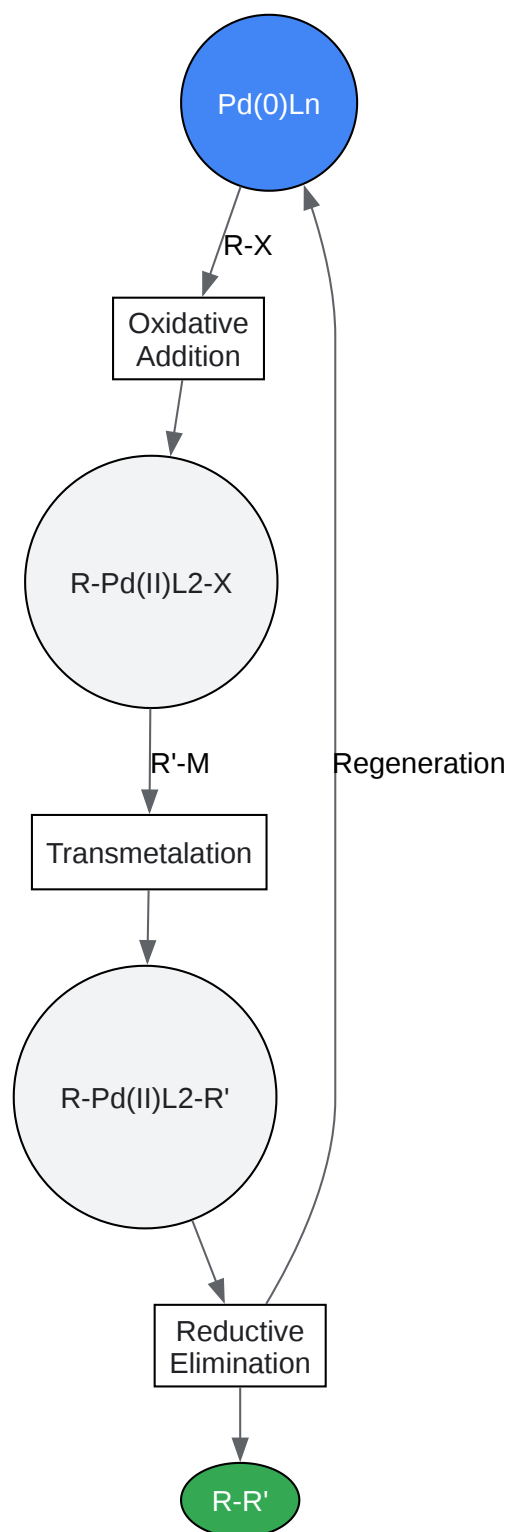 Pd(0)Ln
R-X
Oxidative
Addition
R-Pd(II)L2-X
R'-M
Regeneration
Transmetalation
R-Pd(II)L2-R'
Reductive
Elimination
R-R'